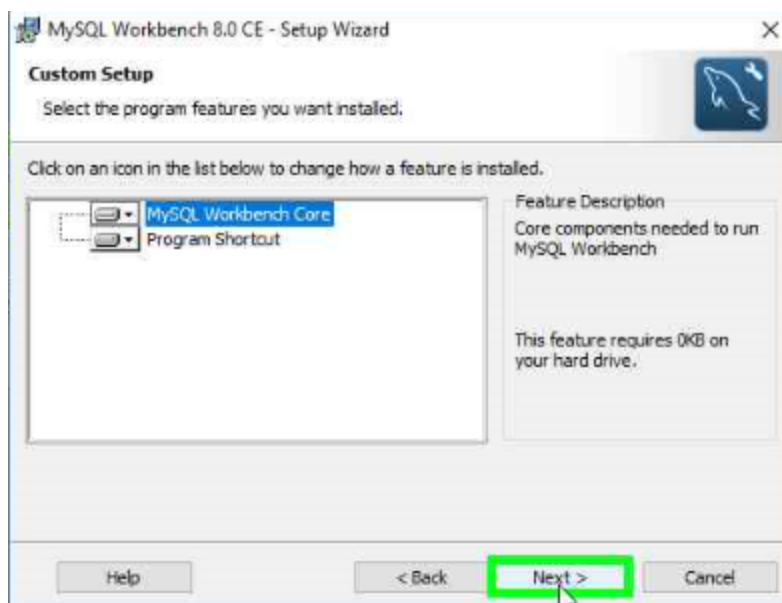 MySQL Workbench 8.0 CE - Setup Wizard
Custom Setup
Select the program features you want installed.
Click on an icon in the list below to change how a feature is installed.
MySQL Workbench Core
Program Shortcut
Feature Description
Core components needed to run
MySQL Workbench
This feature requires 0KB on
your hard drive.
Help
< Back
Next >
Cancel